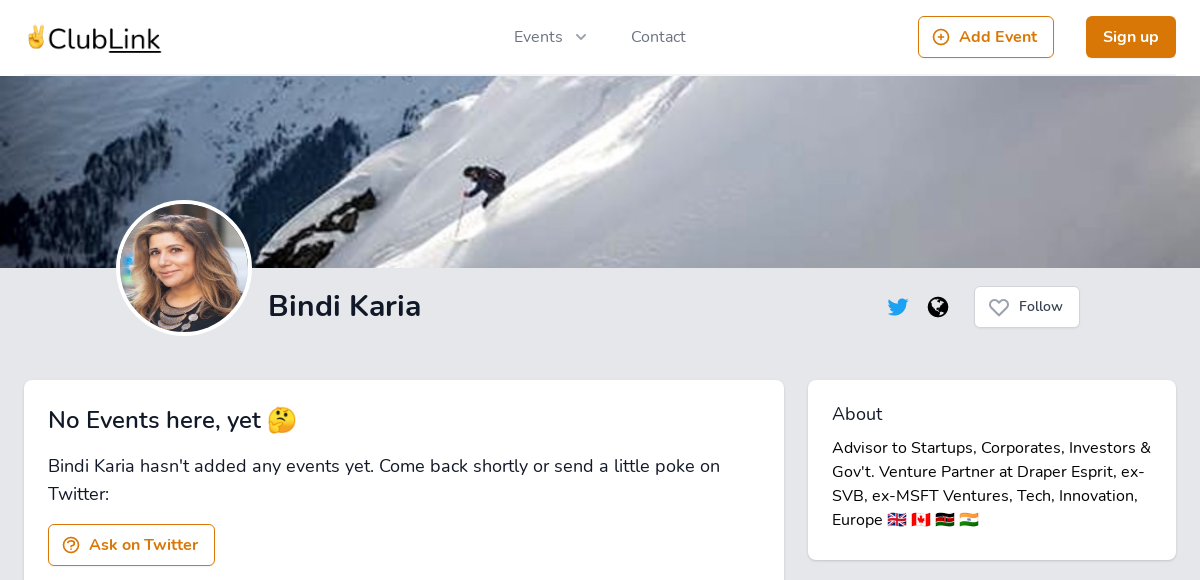 ✌️ClubLink
Events
Contact
Add Event
Sign up
Bindi Karia
Follow
No Events here, yet 🤔
Bindi Karia hasn't added any events yet. Come back shortly or send a little poke on
Twitter:
Ask on Twitter
About
Advisor to Startups, Corporates, Investors &
Gov't. Venture Partner at Draper Esprit, ex-
SVB, ex-MSFT Ventures, Tech, Innovation,
Europe 🇬🇧 🇨🇦 🇰🇪 🇮🇳